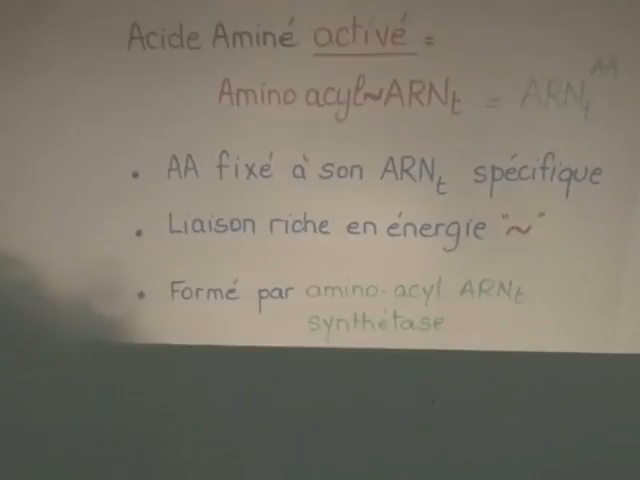 Acide Aminé activé =
Amino acyl~ARNt = ARNt AA
• AA fixé à son ARNt spécifique
• Liaison riche en énergie "~"
• Formé par amino-acyl ARNt
synthétase